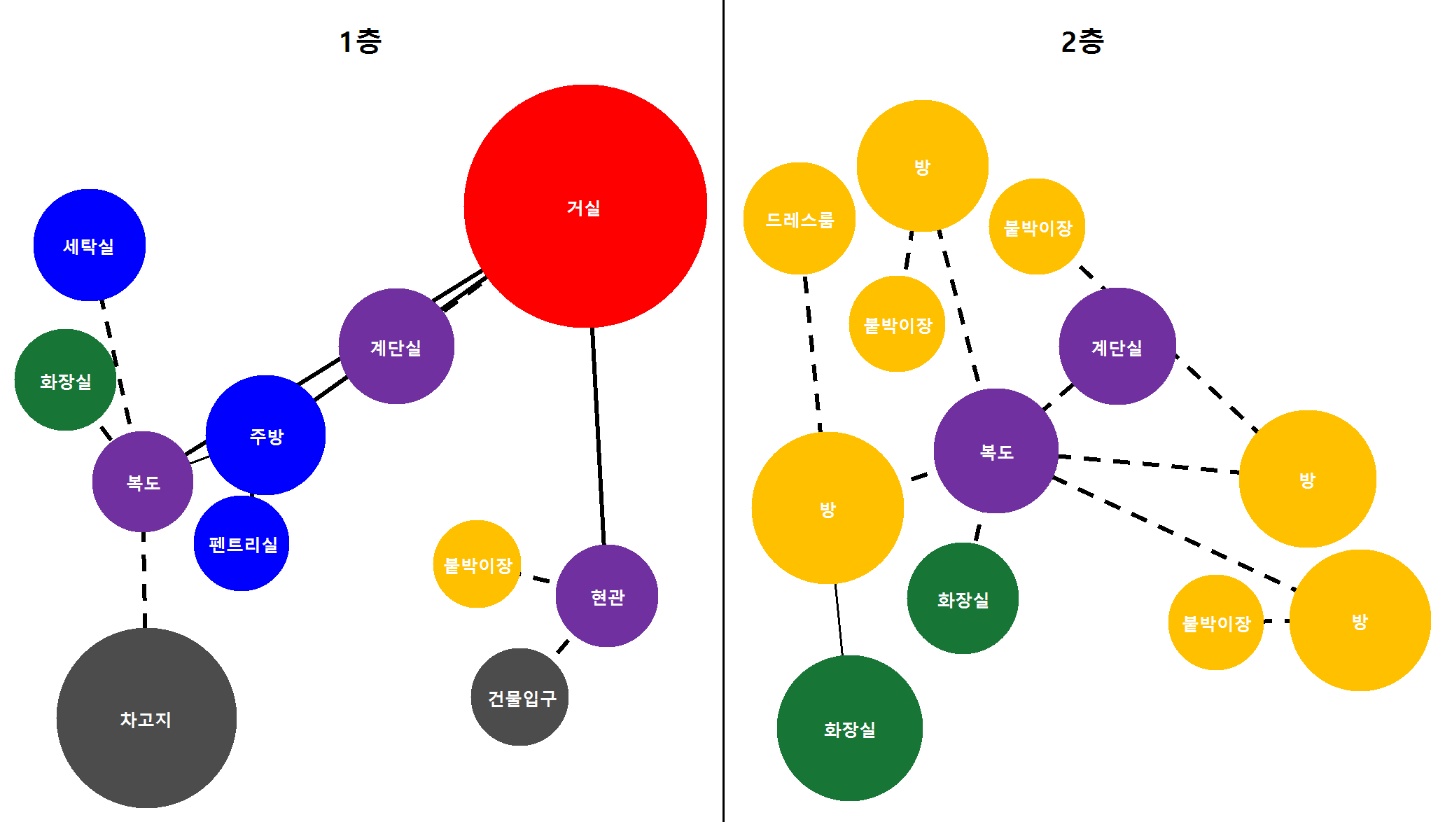 1층
거실
세탁실
계단실
화장실
주방
복도
펜트리실
붙박이장
현관
건물입구
차고지
2층
방
드레스룸
붙박이장
붙박이장
계단실
복도
방
방
화장실
붙박이장
방
화장실